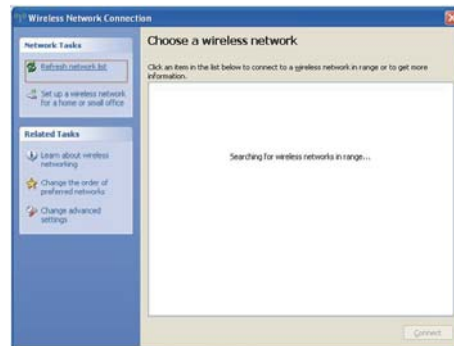 Wireless Network Connection
Network Tasks
Refresh network list
Set up a wireless network
for a home or small office
Related Tasks
Learn about wireless
networking
Change the order of
preferred networks
Change advanced
settings
Choose a wireless network
Click an item in the list below to connect to a wireless network in range or to get more
information.
Searching for wireless networks in range...
Connect